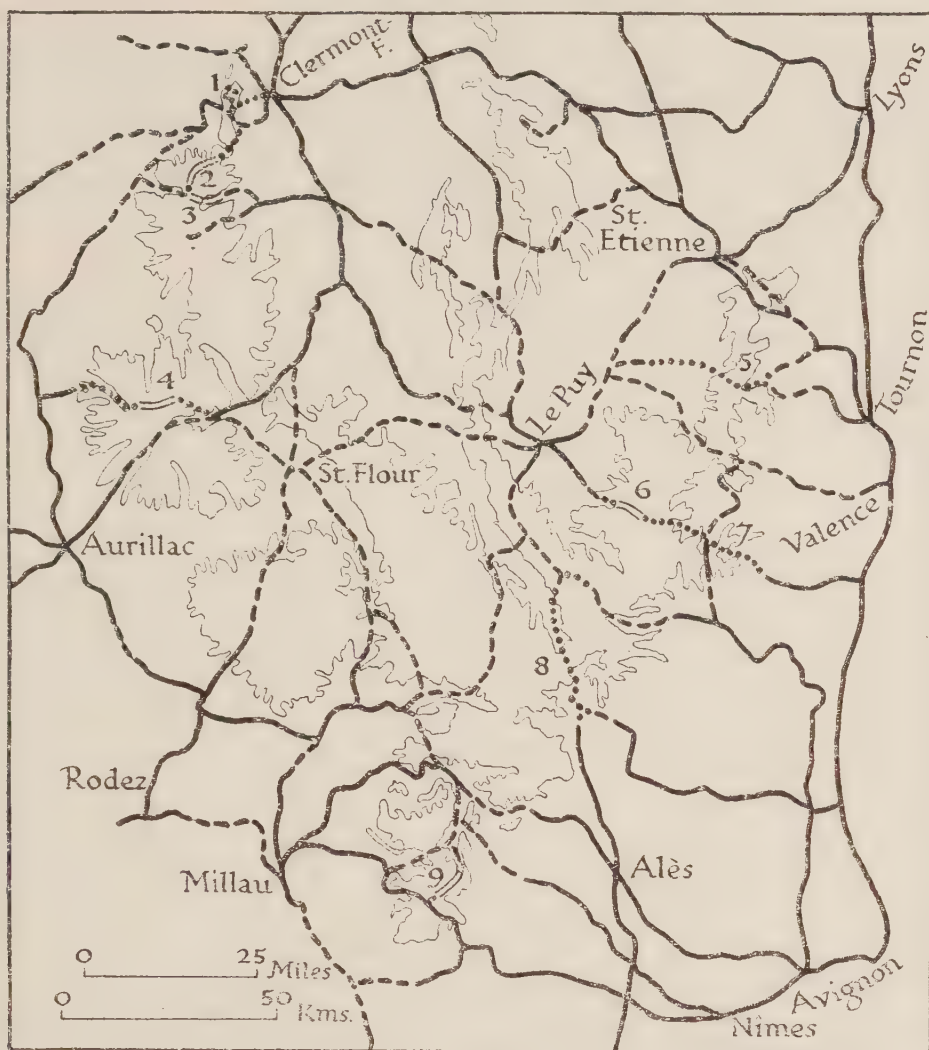 1
Clermont-
F.
Lyons
2
3
St.
Etienne
4
5
Le Puy
Tournon
St. Flour
6
Aurillac
7
Valence
8
Rodez
Millau
9
Alès
0 25 Miles
0 50 Kms.
Avignon
Nîmes